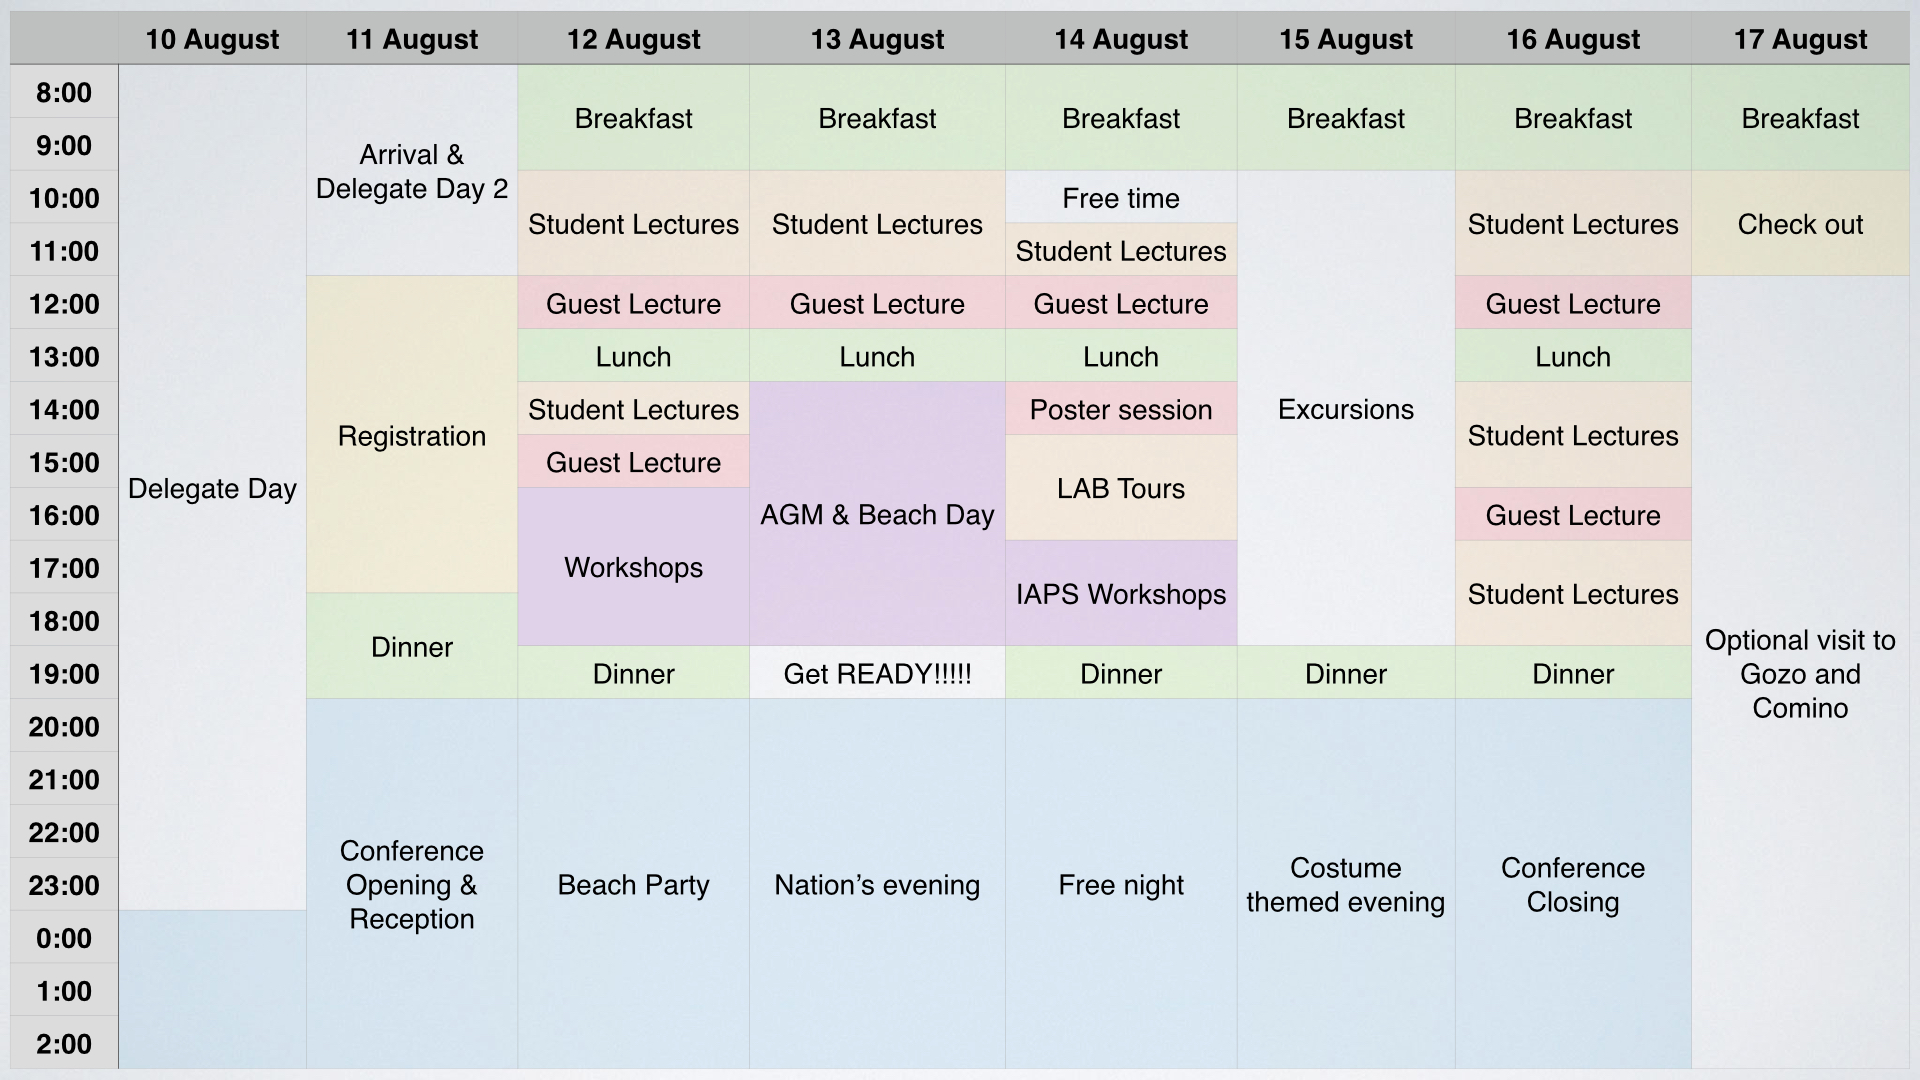 10 August 11 August 12 August 13 August 14 August 15 August 16 August 17 August
8:00
Breakfast Breakfast Breakfast Breakfast Breakfast Breakfast
9:00
Arrival &
Delegate Day 2
10:00 Free time
Student Lectures Student Lectures Student Lectures Check out
11:00 Student Lectures
12:00 Guest Lecture Guest Lecture Guest Lecture Guest Lecture
13:00 Lunch Lunch Lunch Lunch
14:00 Student Lectures Poster session Excursions
Registration Student Lectures
15:00 Guest Lecture
Delegate Day LAB Tours
16:00 AGM & Beach Day Guest Lecture
17:00 Workshops
IAPS Workshops Student Lectures
18:00
Dinner
19:00 Dinner Get READY!!!!! Dinner Dinner Dinner
Optional visit to
Gozo and
Comino
20:00
21:00
22:00
23:00
Conference
Opening &
Reception
Beach Party Nation’s evening Free night
Costume
themed evening
Conference
Closing
0:00
1:00
2:00